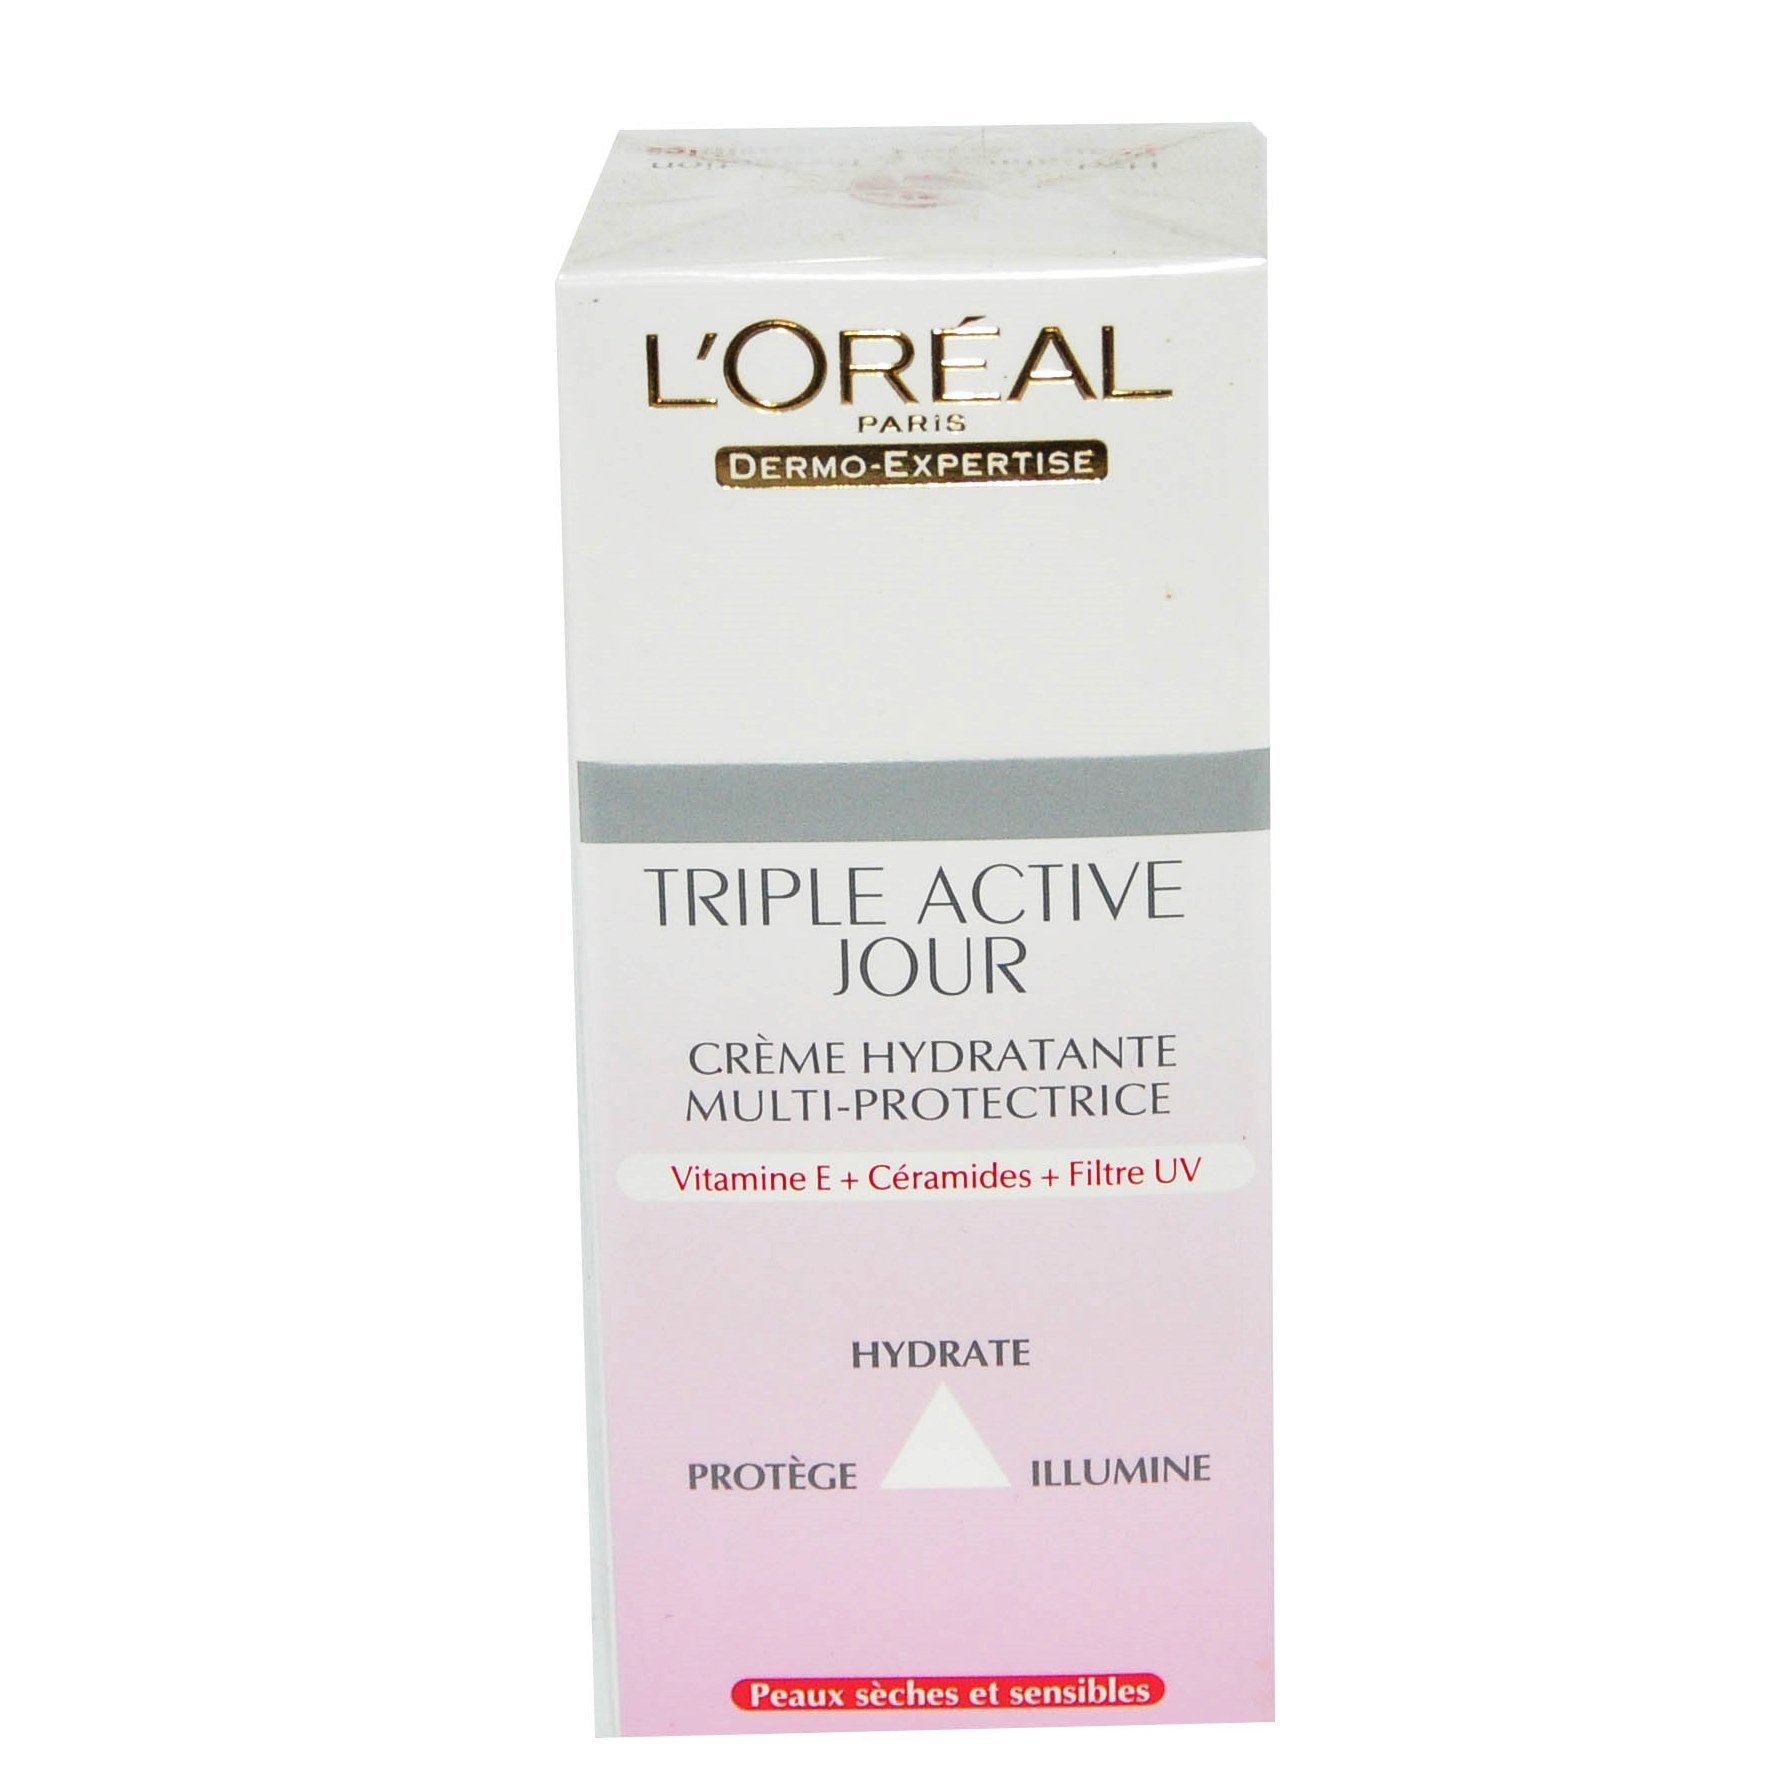 L'ORÉAL
PARiS
DERMO-EXPERTISE
TRIPLE ACTIVE
JOUR
CRÈME HYDRATANTE
MULTI-PROTECTRICE
Vitamine E + Céramides + Filtre UV
HYDRATE
PROTÈGE ILLUMINE
Peaux sèches et sensibles